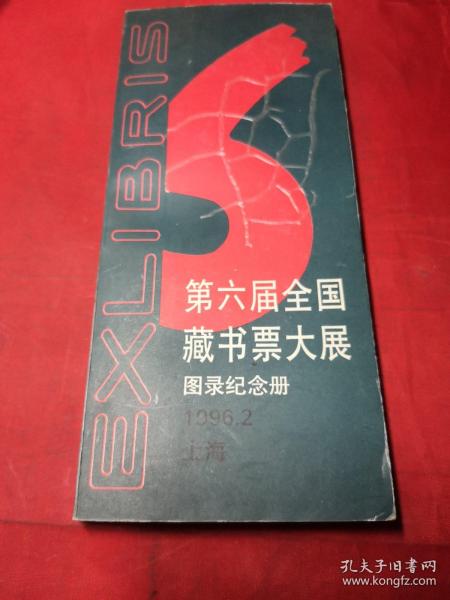 EXLIBRIS
6
第六届全国
藏书票大展
图录纪念册
1996.2
上海
孔夫子旧书网
www.kongfz.com